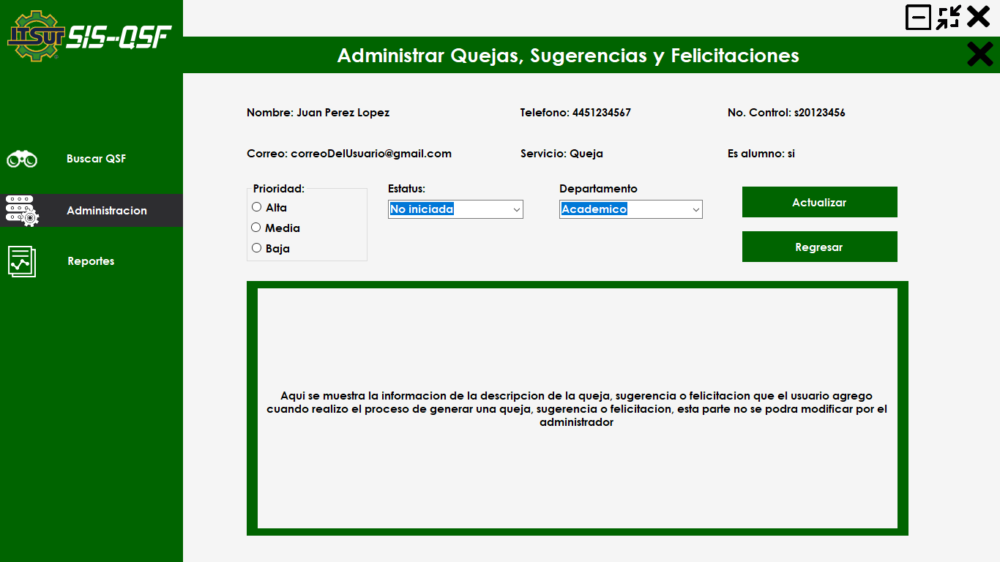 ITSur SIS-QSF
Administrar Quejas, Sugerencias y Felicitaciones
Nombre: Juan Perez Lopez
Telefono: 4451234567
No. Control: s20123456
Correo: correoDelUsuario@gmail.com
Servicio: Queja
Es alumno: si
Buscar QSF
Administracion
Reportes
Prioridad:
Alta
Media
Baja
Estatus:
No iniciada
Departamento
Academico
Actualizar
Regresar
Aqui se muestra la informacion de la descripcion de la queja, sugerencia o felicitacion que el usuario agrego
cuando realizo el proceso de generar una queja, sugerencia o felicitacion, esta parte no se podra modificar por el
administrador